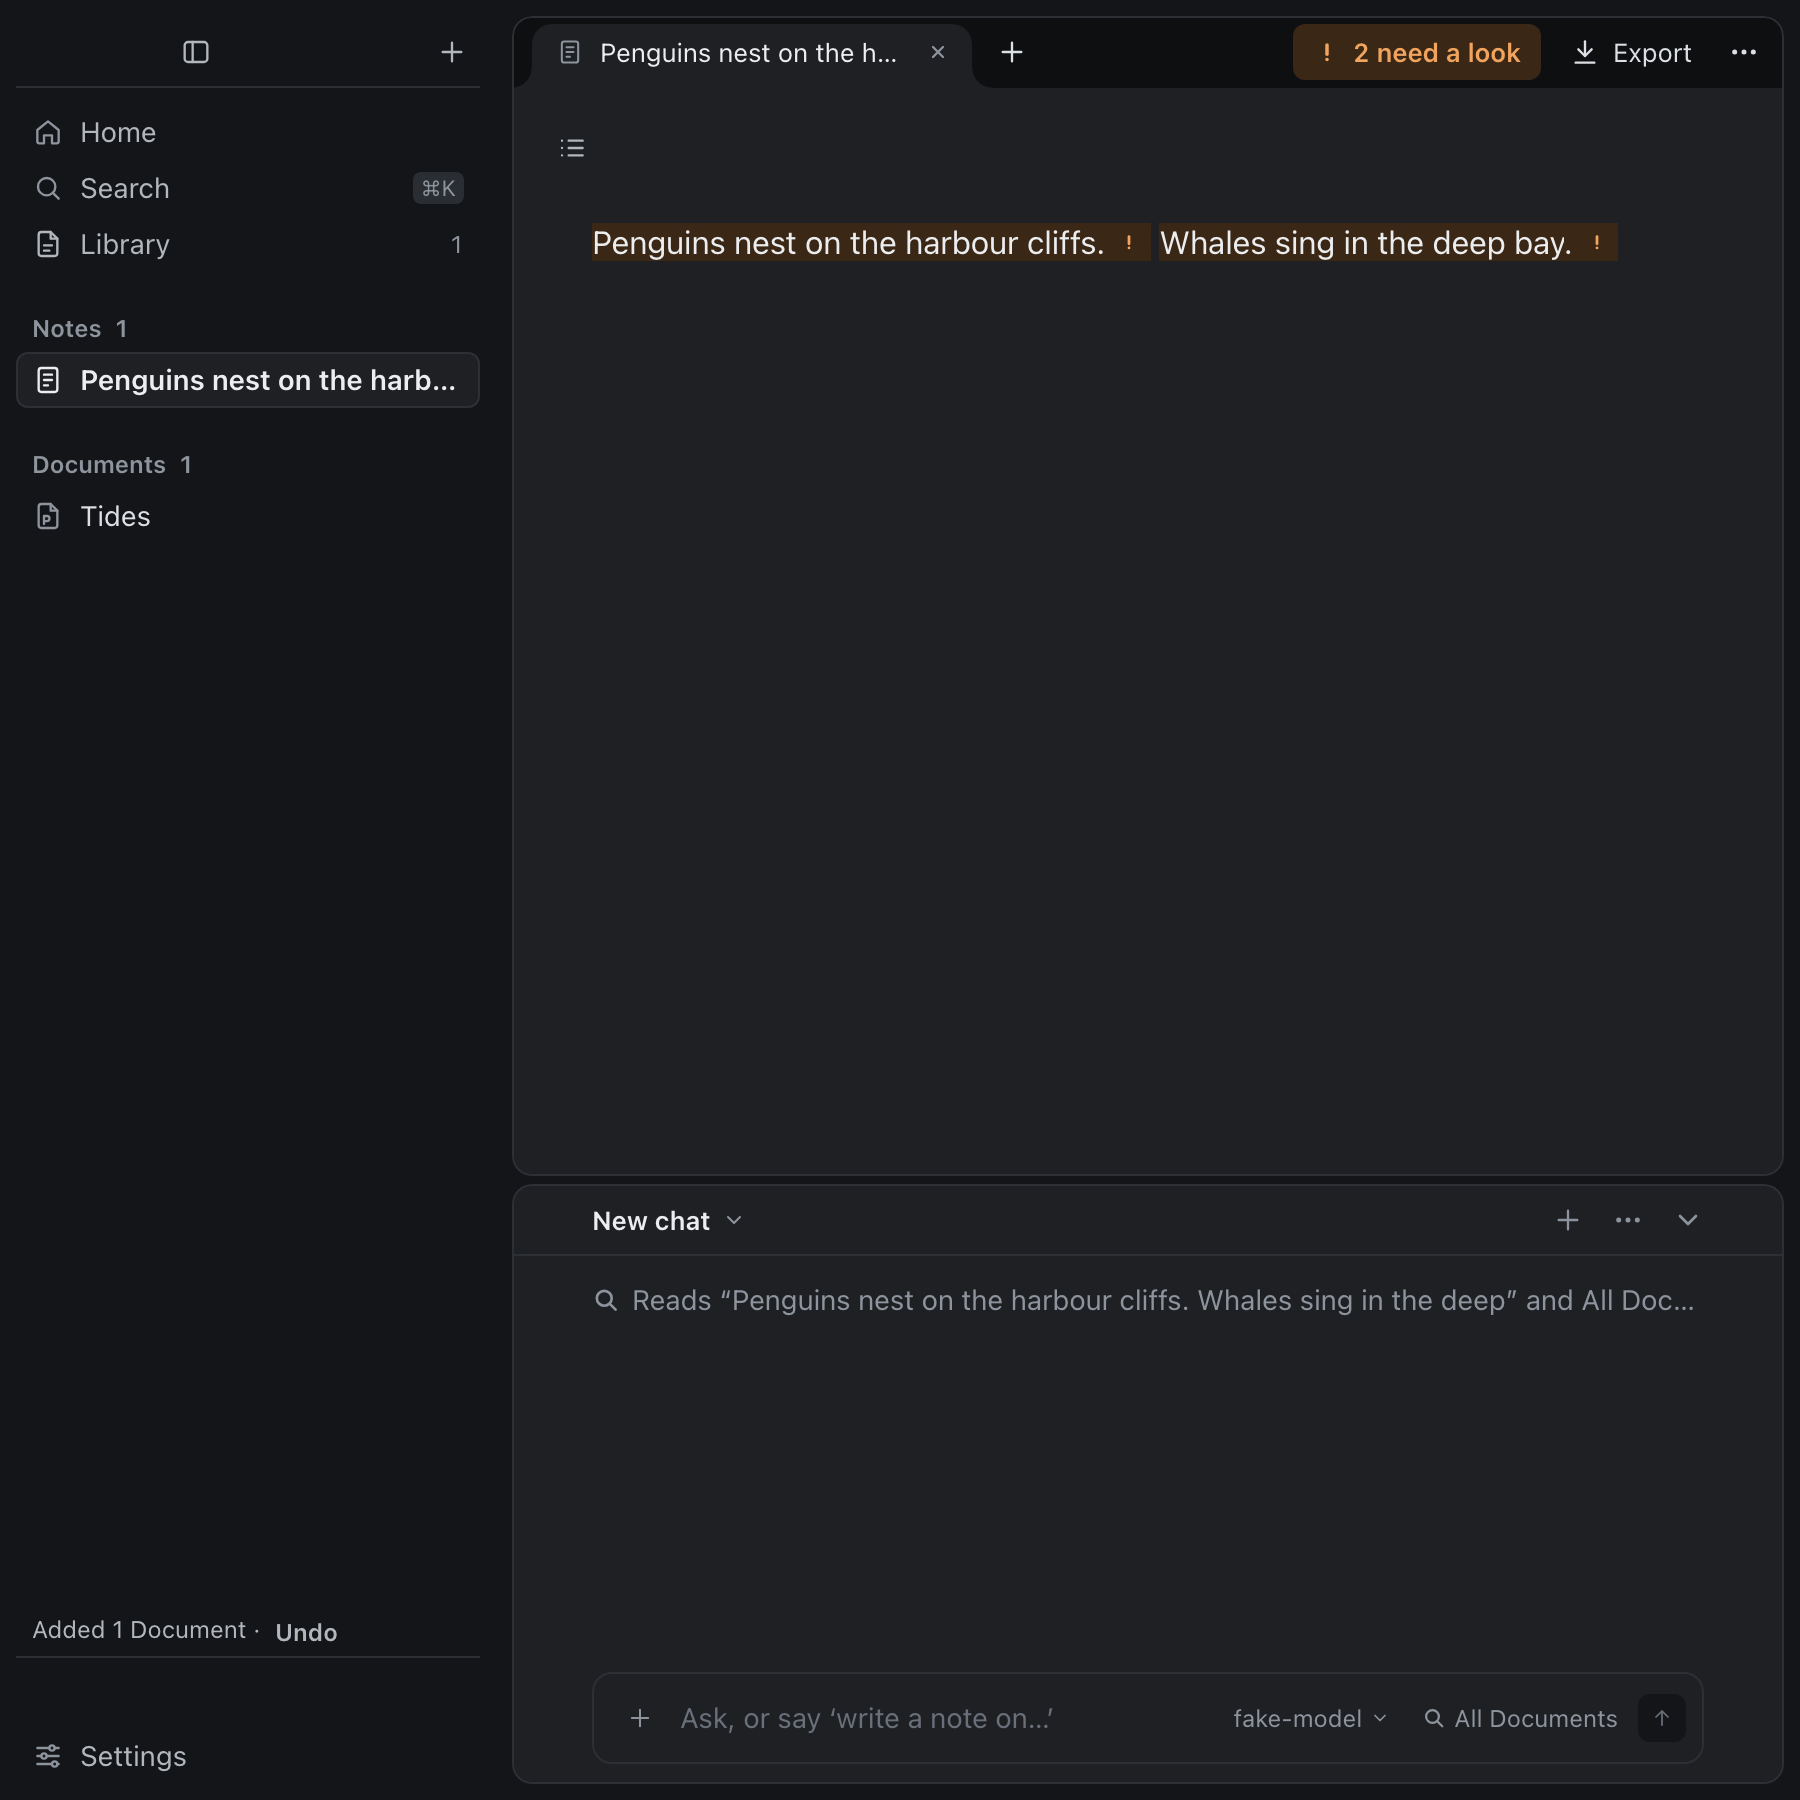 Home
Search ⌘K
Library 1
Notes 1
Penguins nest on the harb...
Documents 1
Tides
Added 1 Document · Undo
Settings
Penguins nest on the h...
! 2 need a look
Export
Penguins nest on the harbour cliffs. ! Whales sing in the deep bay. !
New chat
Reads “Penguins nest on the harbour cliffs. Whales sing in the deep” and All Doc...
Ask, or say ‘write a note on...’ fake-model All Documents